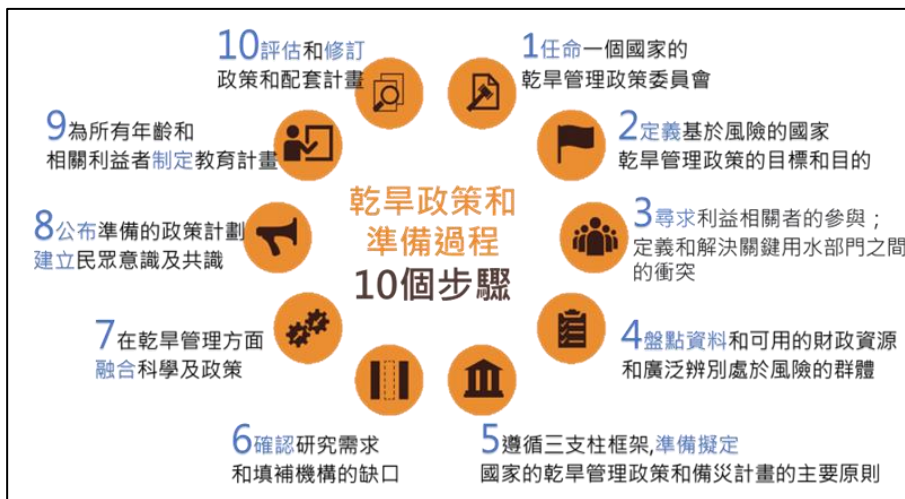 乾旱政策和
準備過程
10個步驟
1任命一個國家的
乾旱管理政策委員會
2定義基於風險的國家
乾旱管理政策的目標和目的
3尋求利益相關者的參與；
定義和解決關鍵用水部門之間
的衝突
4盤點資料和可用的財政資源
和廣泛辨別處於風險的群體
5遵循三支柱框架,準備擬定
國家的乾旱管理政策和備災計畫的主要原則
6確認研究需求
和填補機構的缺口
7在乾旱管理方面
融合科學及政策
8公布準備的政策計劃
建立民眾意識及共識
9為所有年齡和
相關利益者制定教育計畫
10評估和修訂
政策和配套計畫